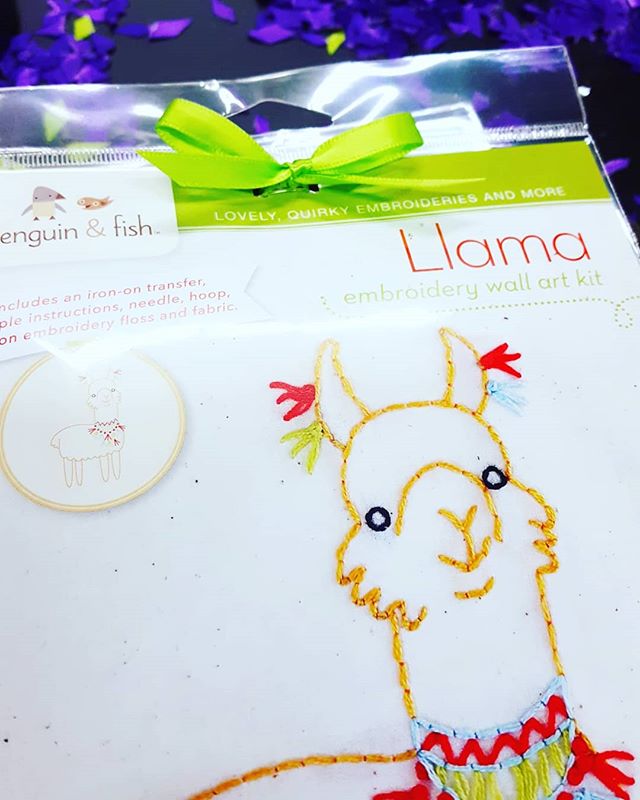 enguin & fish™
LOVELY, QUIRKY EMBROIDERIES AND MORE
Llama
embroidery wall art kit
ncludes an iron-on transfer,
ple instructions, needle, hoop,
on embroidery floss and fabric.